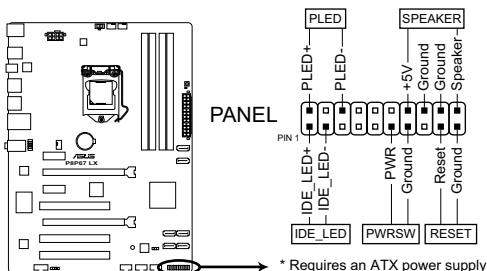 PLED SPEAKER
PLED+ PLED- +5V Ground Ground Speaker
PANEL
PIN 1
IDE_LED+ IDE_LED- PWR Ground Reset Ground
IDE_LED PWRSW RESET
* Requires an ATX power supply
ASUS
P8P67 LX